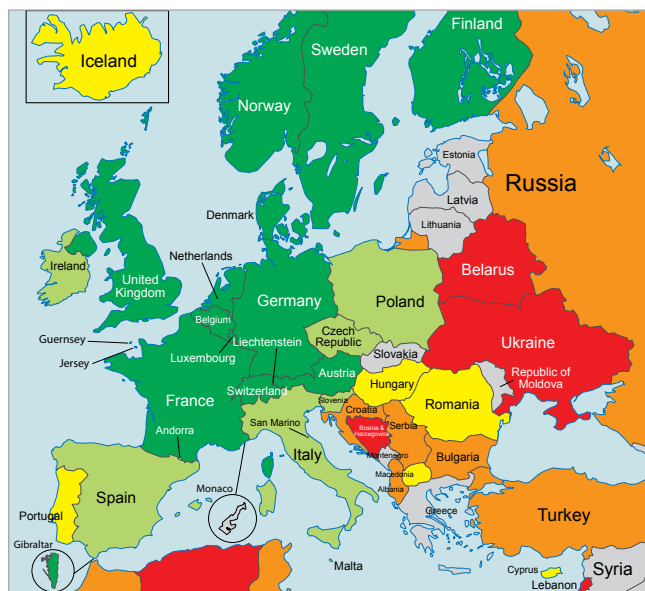 Iceland
Finland
Sweden
Norway
Estonia
Russia
Latvia
Denmark
Lithuania
Netherlands
Ireland
United
Kingdom
Belarus
Germany
Poland
Belgium
Guernsey
Czech
Republic
Ukraine
Jersey
Luxembourg
Liechtenstein
Slovakia
Republic of
Moldova
Austria
Switzerland
Hungary
France
Slovenia
Romania
Croatia
San Marino
Serbia
Andorra
Bosnia &
Herzegovina
Italy
Montenegro
Bulgaria
Spain
Monaco
Macedonia
Albania
Portugal
Greece
Turkey
Gibraltar
Malta
Cyprus
Syria
Lebanon